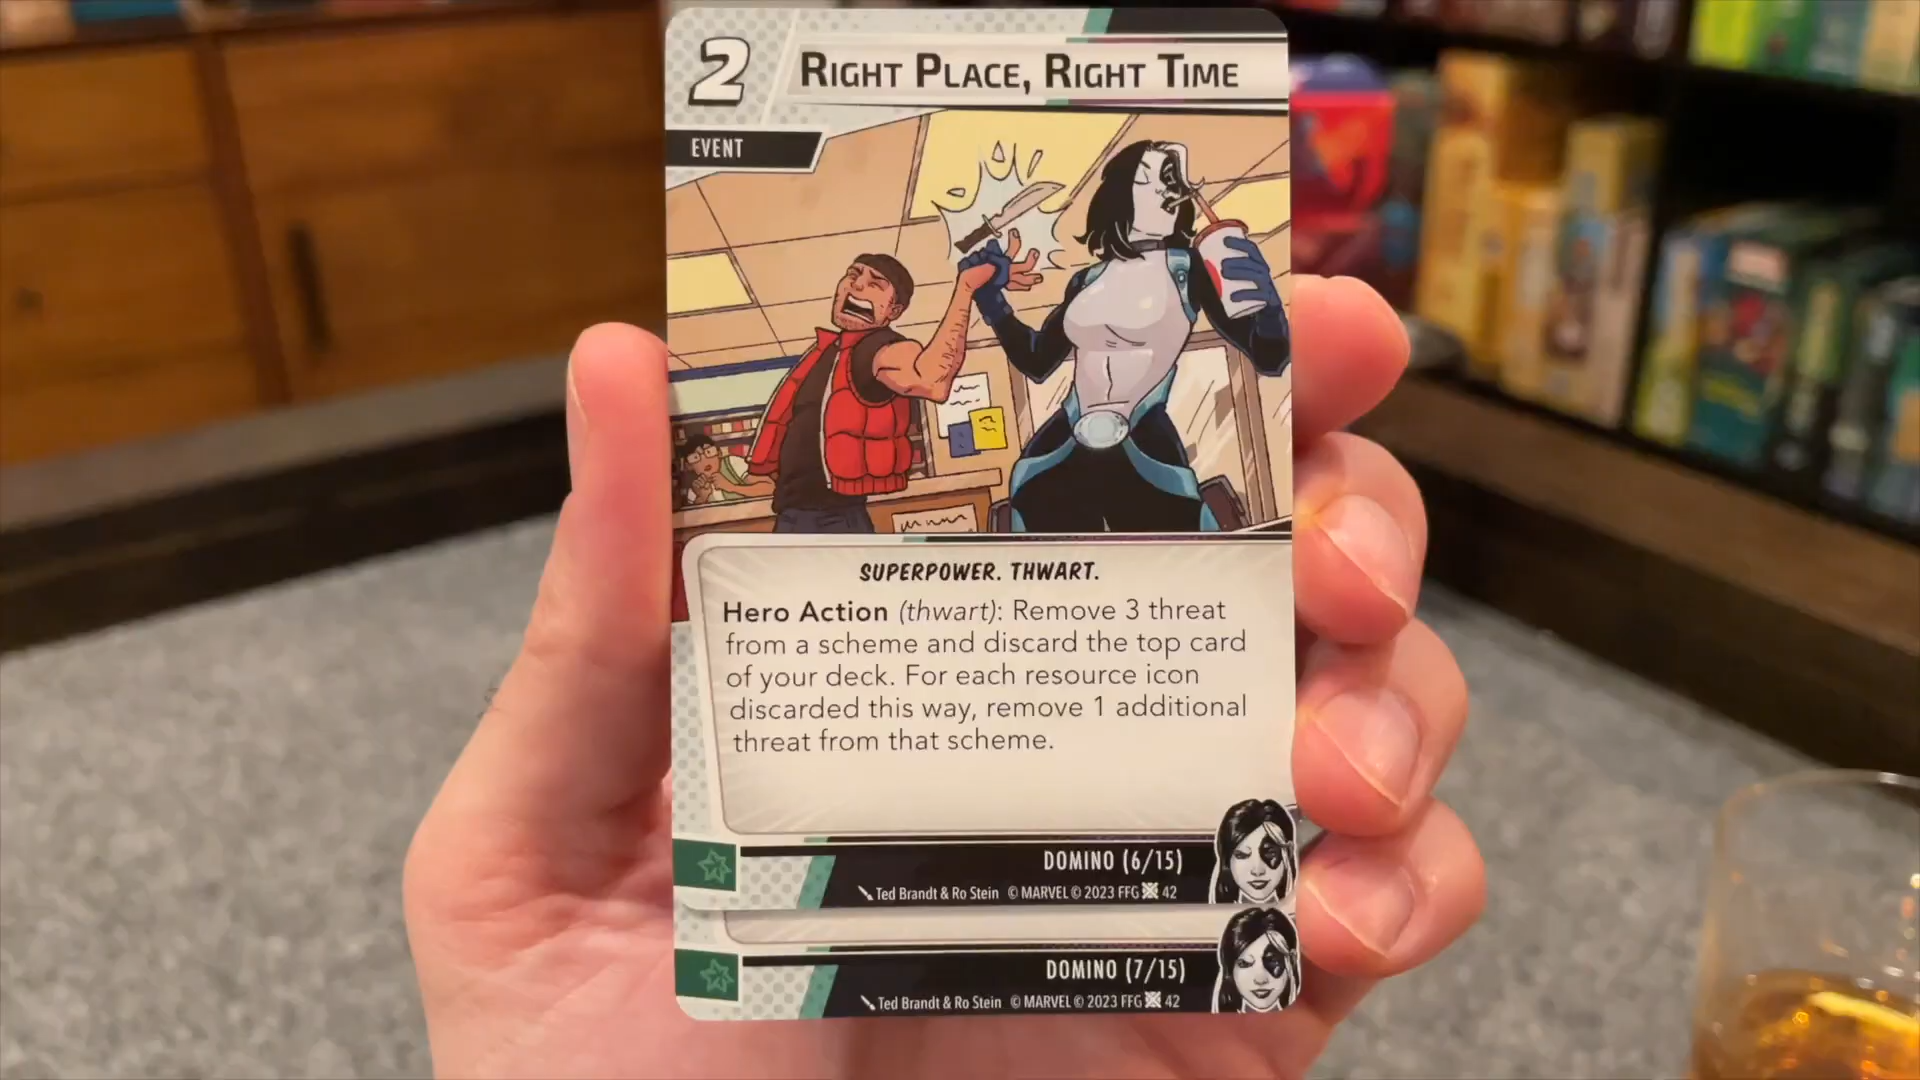 2
RIGHT PLACE, RIGHT TIME
EVENT
SUPERPOWER. THWART.
Hero Action (thwart): Remove 3 threat
from a scheme and discard the top card
of your deck. For each resource icon
discarded this way, remove 1 additional
threat from that scheme.
DOMINO (6/15)
Ted Brandt & Ro Stein © MARVEL © 2023 FFG 42
DOMINO (7/15)
Ted Brandt & Ro Stein © MARVEL © 2023 FFG 42